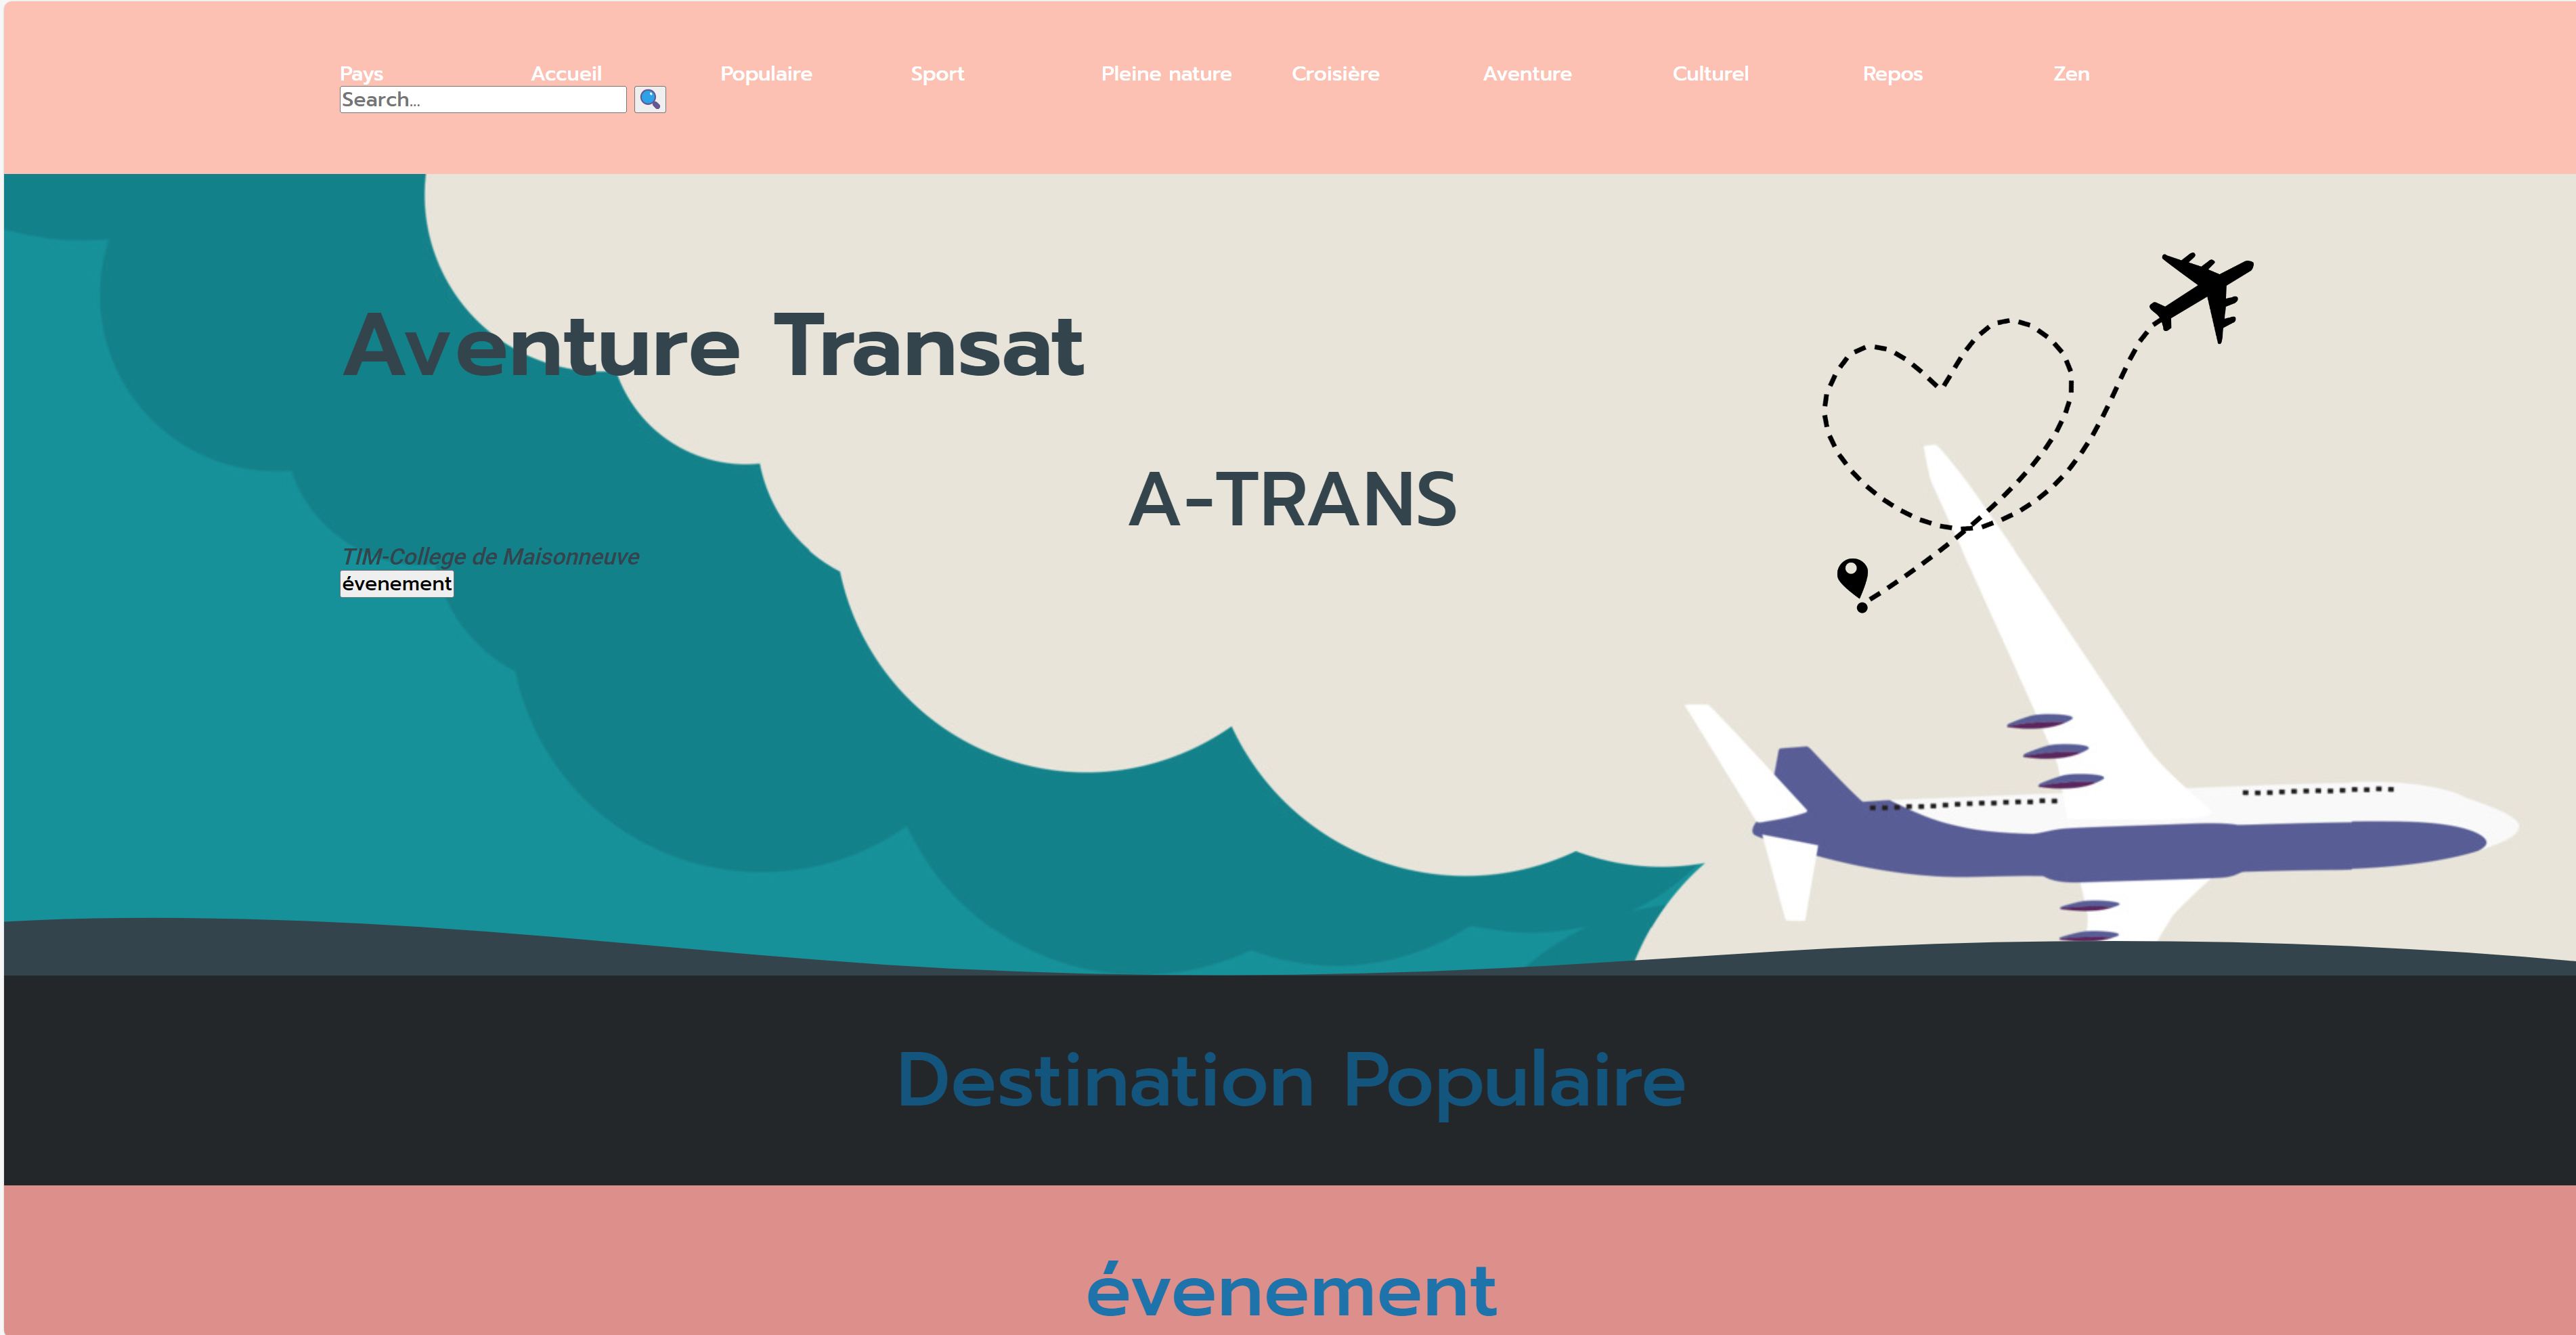 Pays Accueil Populaire Sport Pleine nature Croisière Aventure Culturel Repos Zen
Search...
Aventure Transat
A-TRANS
TIM-College de Maisonneuve
évenement
Destination Populaire
évenement